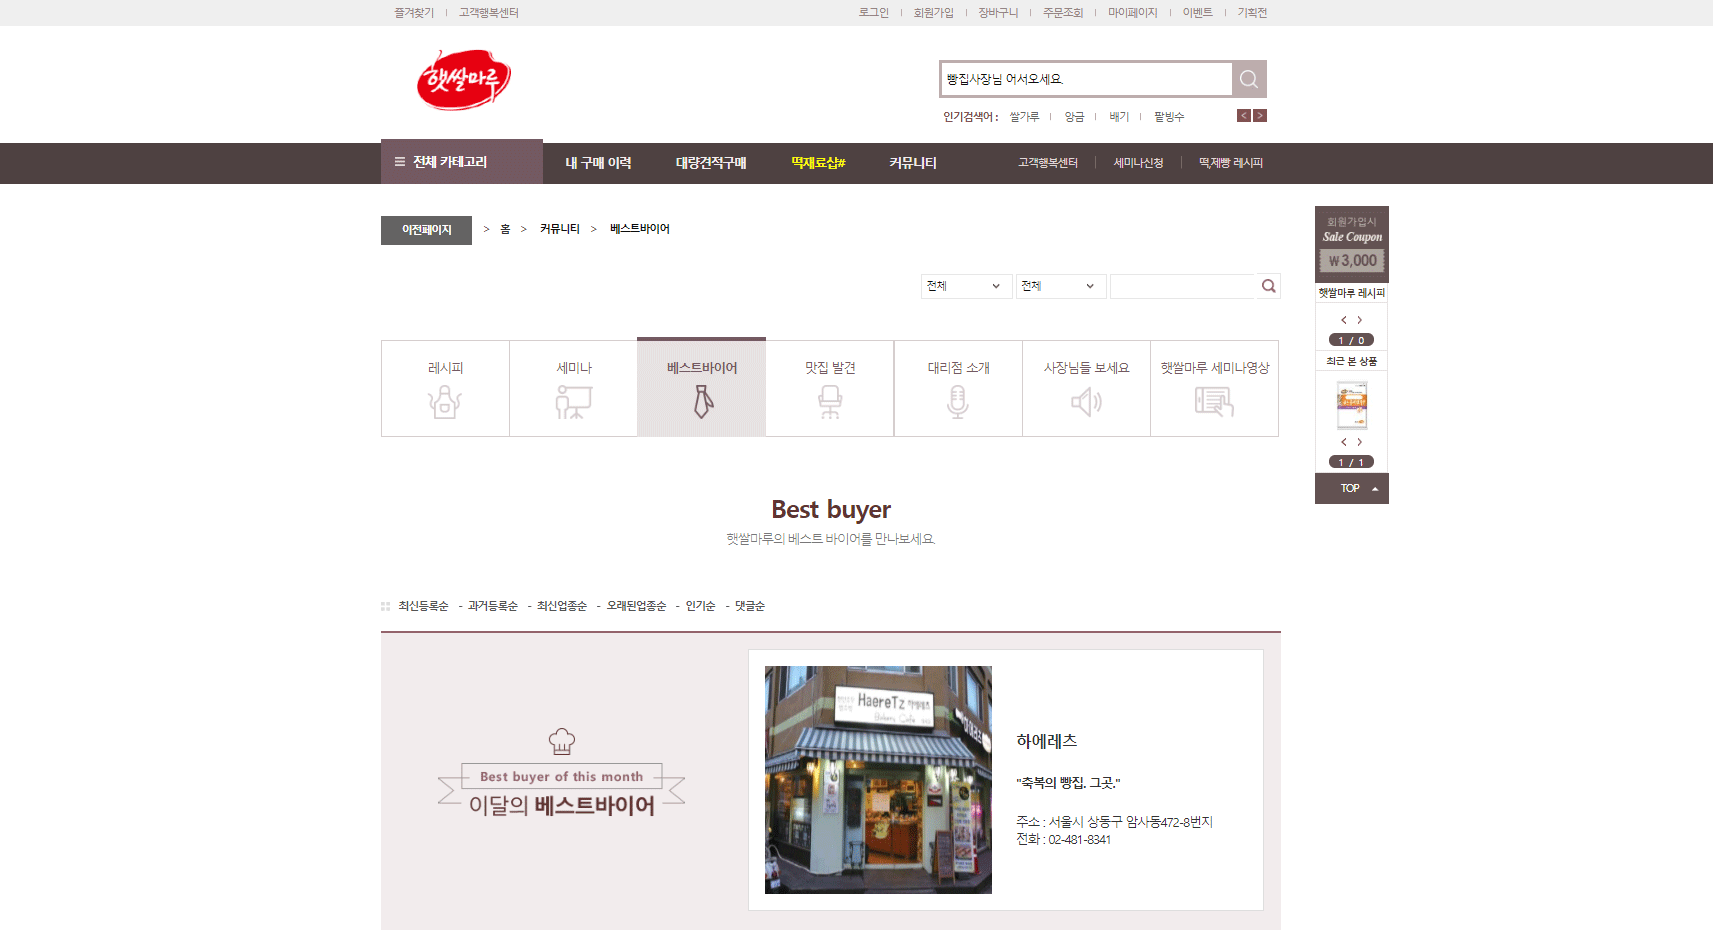 즐겨찾기 고객행복센터 로그인 회원가입 장바구니 주문조회 마이페이지 이벤트 기획전
햇쌀마루
빵집사장님 어서오세요.
인기검색어 : 쌀가루 앙금 배기 팥빙수 < >
전체 카테고리 내 구매 이력 대량견적구매 떡재료샵# 커뮤니티 고객행복센터 세미나신청 떡,제빵 레시피
이전페이지 > 홈 > 커뮤니티 > 베스트바이어
회원가입시
Sale Coupon
₩3,000
햇쌀마루 레시피
< >
1 / 0
최근 본 상품
< >
1 / 1
TOP
전체 전체
레시피 세미나 베스트바이어 맛집 발견 대리점 소개 사장님들 보세요 햇쌀마루 세미나영상
Best buyer
햇쌀마루의 베스트 바이어를 만나보세요.
최신등록순 - 과거등록순 - 최신업종순 - 오래된업종순 - 인기순 - 댓글순
Best buyer of this month
이달의 베스트바이어
HaereTz 하에레츠
Bakery Cafe
하에레츠
"축복의 빵집. 그곳."
주소 : 서울시 상동구 암사동472-8번지
전화 : 02-481-8341